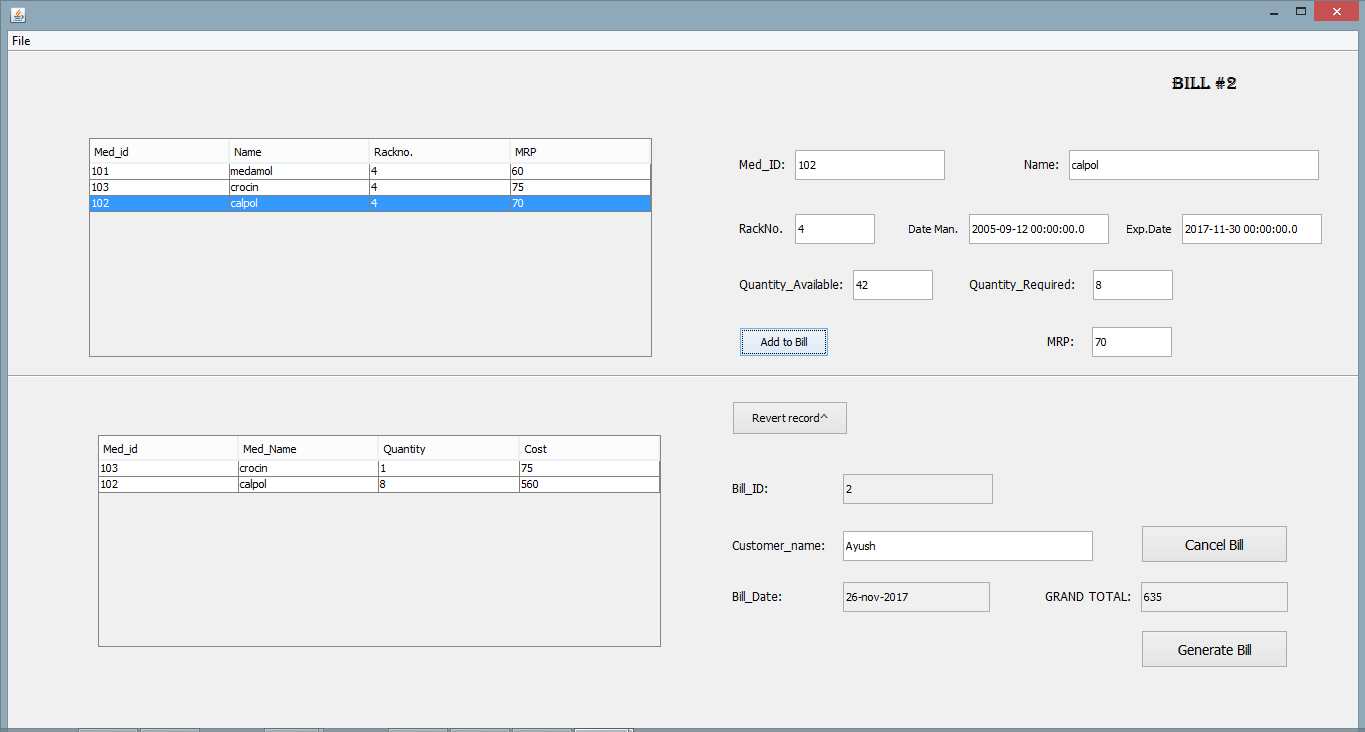 File
BILL #2
Med_id Name Rackno. MRP
101 medamol 4 60
103 crocin 4 75
102 calpol 4 70
Med_ID: 102 Name: calpol
RackNo. 4 Date Man. 2005-09-12 00:00:00.0 Exp.Date 2017-11-30 00:00:00.0
Quantity_Available: 42 Quantity_Required: 8
Add to Bill MRP: 70
Revert record^
Med_id Med_Name Quantity Cost
103 crocin 1 75
102 calpol 8 560
Bill_ID: 2
Customer_name: Ayush Cancel Bill
Bill_Date: 26-nov-2017 GRAND TOTAL: 635
Generate Bill